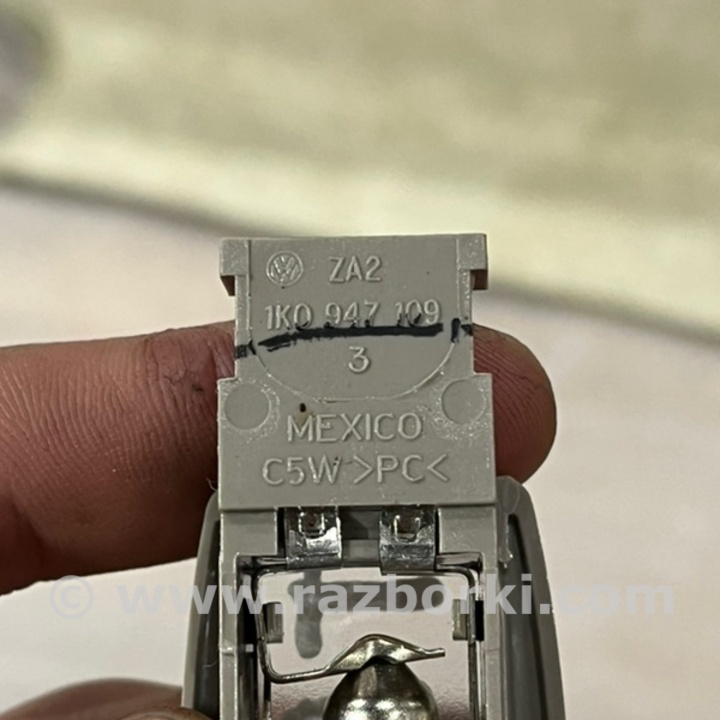 ZA2
1K0 947 109
3
MEXICO
C5W >PC<
© www.razborki.com